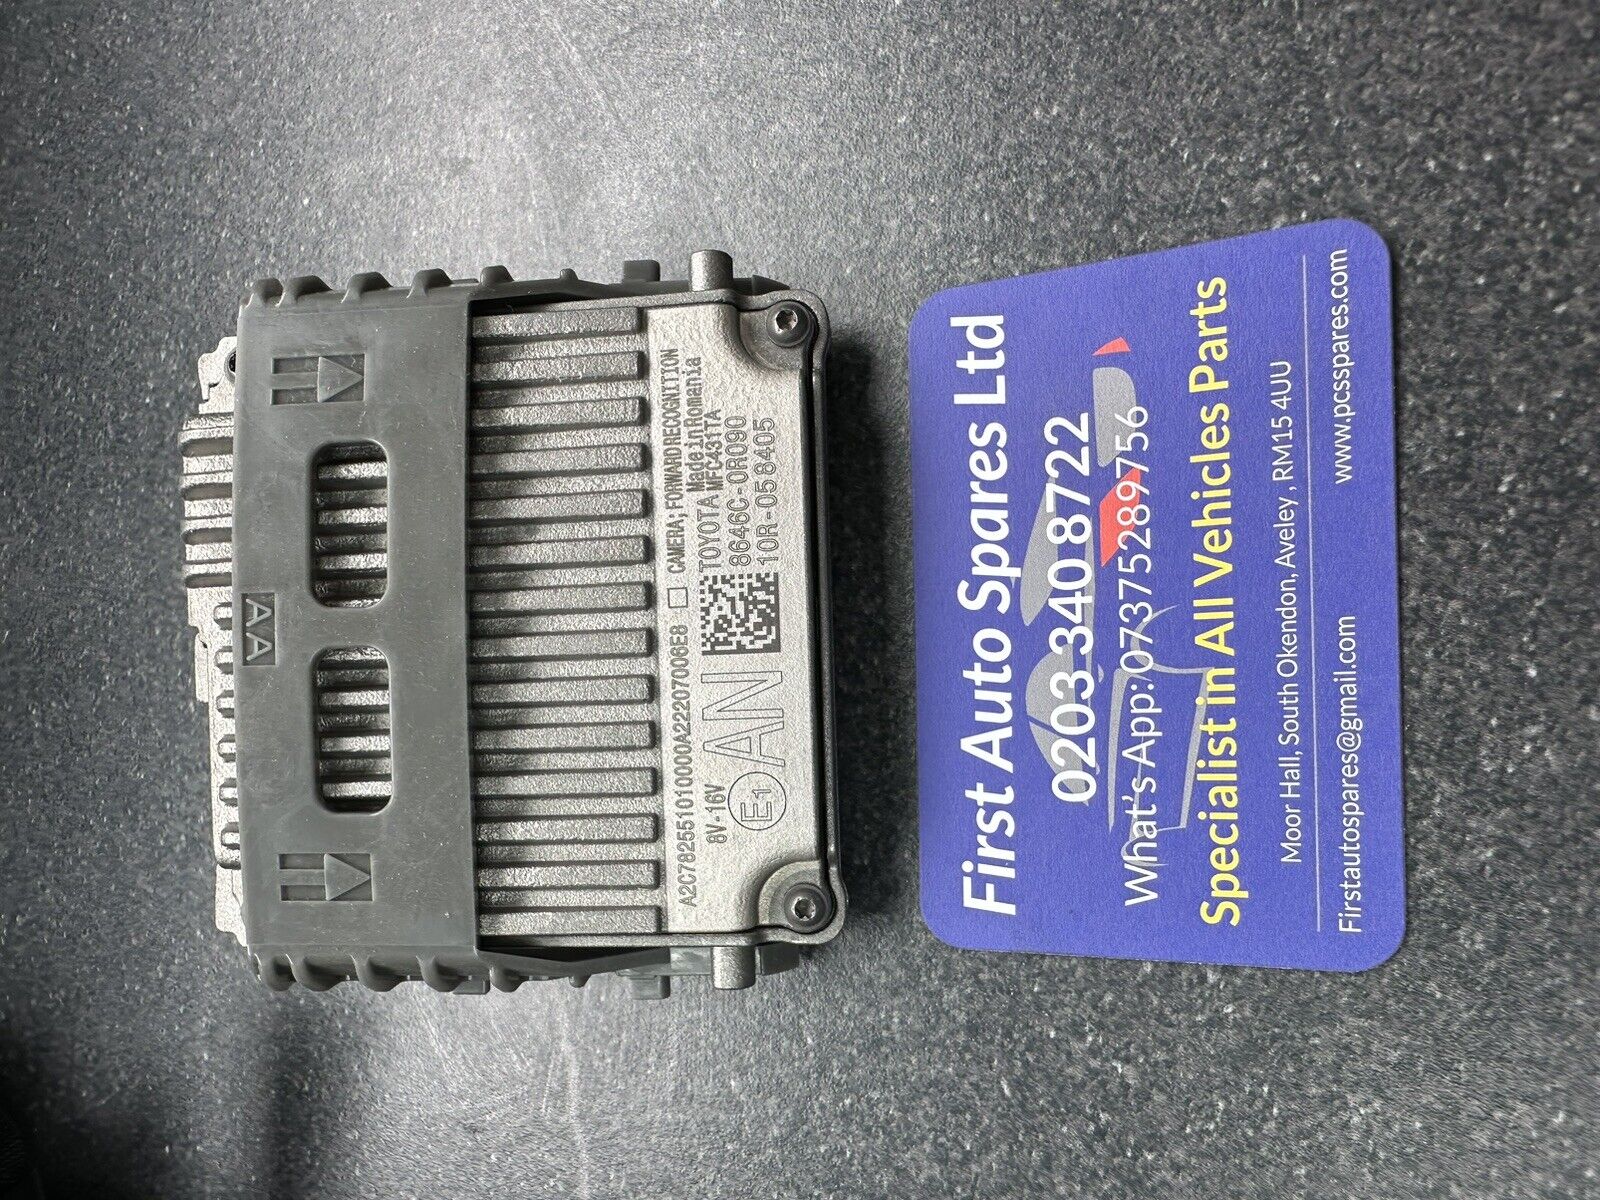 AA
A2C7825510100000A22207006E8 CAMERA; FORWARD RECOGNITION
8V-16V
TOYOTA Made in Romania
MFC431TA
8646C-0R090
E1 AN
10R-058405
First Auto Spares Ltd
0203 340 8722
What's App: 07375289756
Specialist in All Vehicles Parts
Moor Hall, South Okendon, Aveley , RM15 4UU
Firstautospares@gmail.com
www.pcssspares.com